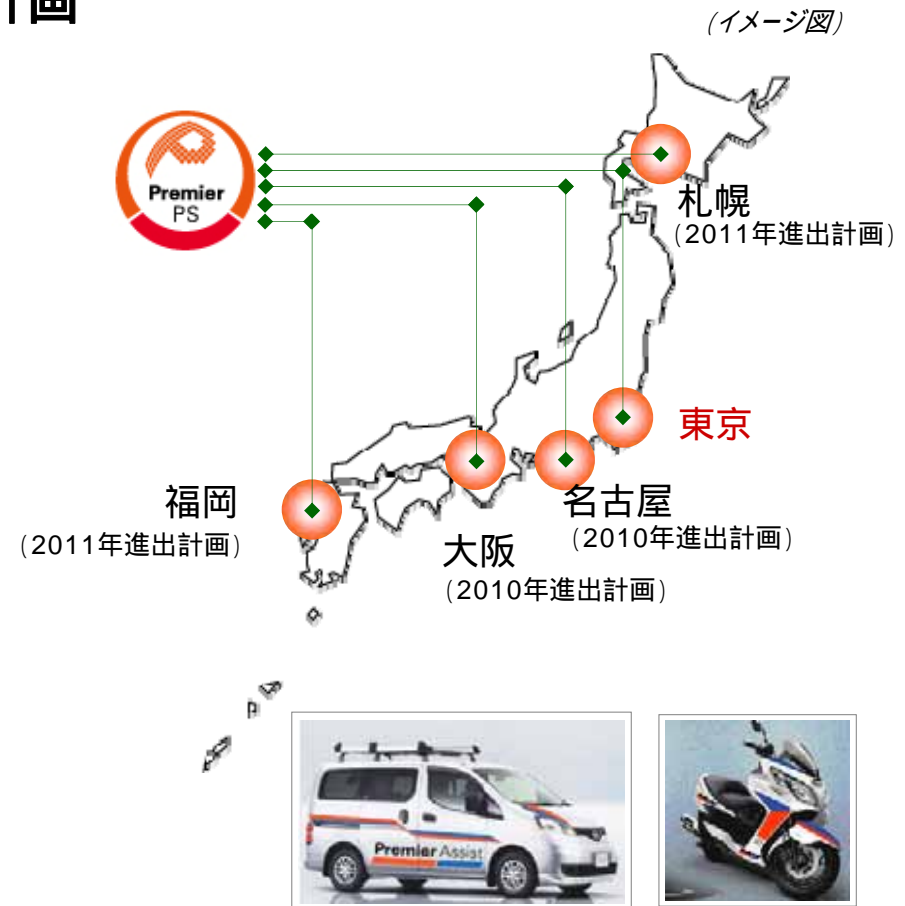 計画
(イメージ図)
Premier
PS
札幌
(2011年進出計画)
東京
名古屋
(2010年進出計画)
福岡
(2011年進出計画)
大阪
(2010年進出計画)
Premier Assist